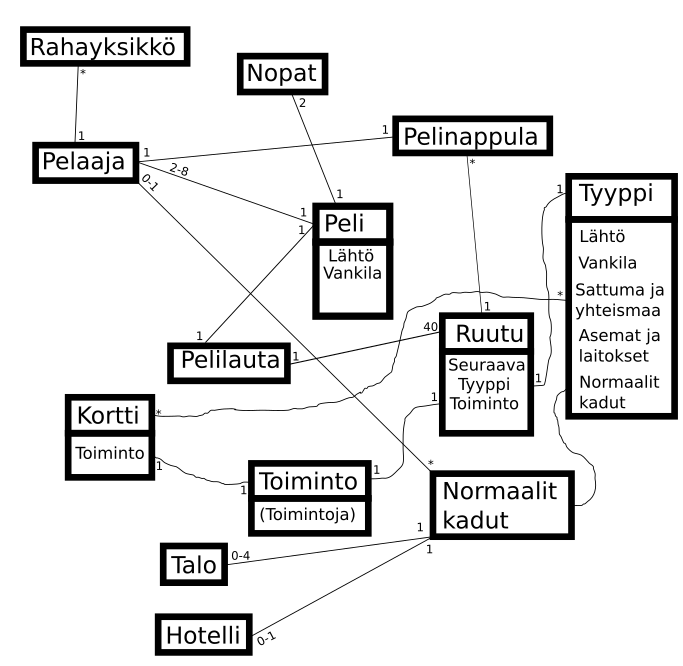 Rahayksikkö
*
1
Nopat
2
1
Pelinappula
1
*
Pelaaja
1
2-8
0-1
Peli
1
1
Lähtö
Vankila
Tyyppi
1
Lähtö
Vankila
Sattuma ja
yhteismaa
*
Asemat ja
laitokset
Normaalit
kadut
1
Ruutu
40
Seuraava
Tyyppi
Toiminto
1
1
Pelilauta
1
1
Kortti
*
Toiminto
1
Toiminto
1
1
(Toimintoja)
*
Normaalit
kadut
1
1
Talo
0-4
Hotelli
0-1